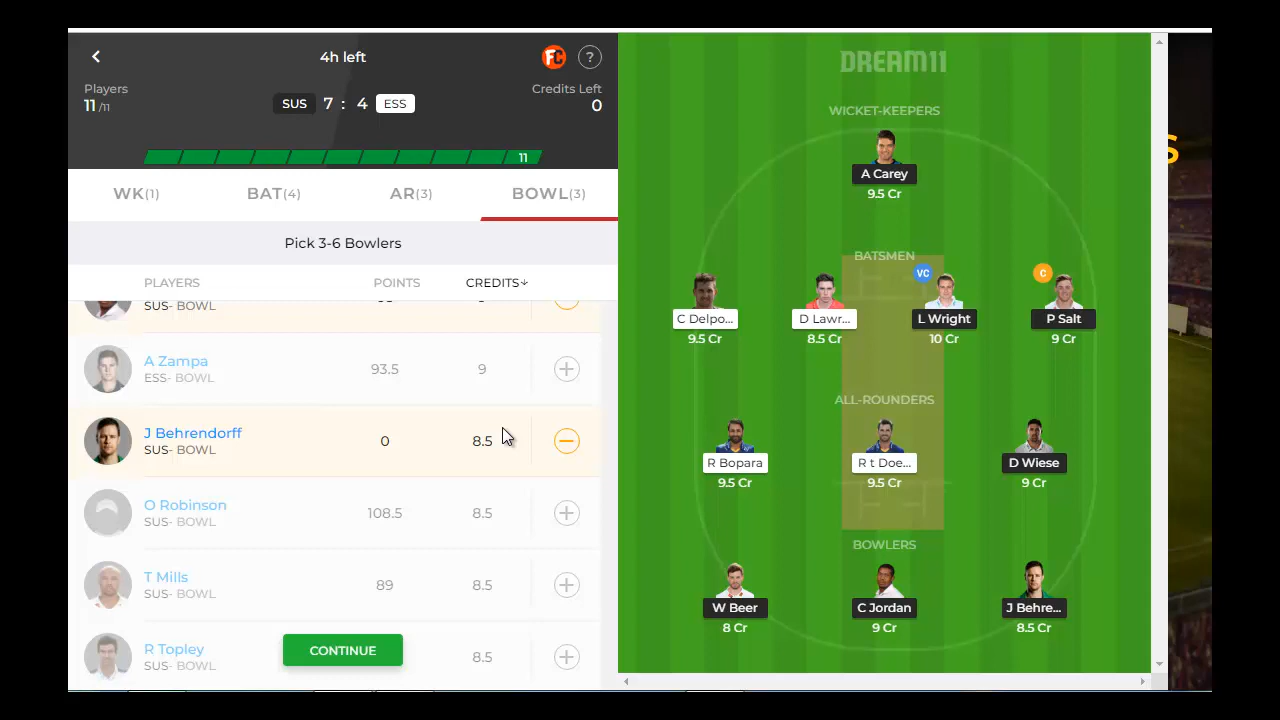 4h left
FC
?
Players
11 /11
SUS 7 : 4 ESS
Credits Left
0
11
WK(1) BAT(4) AR(3) BOWL(3)
Pick 3-6 Bowlers
PLAYERS POINTS CREDITS↓
SUS- BOWL
A Zampa
ESS- BOWL
93.5 9
J Behrendorff
SUS- BOWL
0 8.5
O Robinson
SUS- BOWL
108.5 8.5
T Mills
SUS- BOWL
89 8.5
R Topley
SUS- BOWL
8.5
CONTINUE
DREAM11
WICKET-KEEPERS
A Carey
9.5 Cr
BATSMEN
VC C
C Delpo... D Lawr... L Wright P Salt
9.5 Cr 8.5 Cr 10 Cr 9 Cr
ALL-ROUNDERS
R Bopara R t Doe... D Wiese
9.5 Cr 9.5 Cr 9 Cr
BOWLERS
W Beer C Jordan J Behre...
8 Cr 9 Cr 8.5 Cr
S